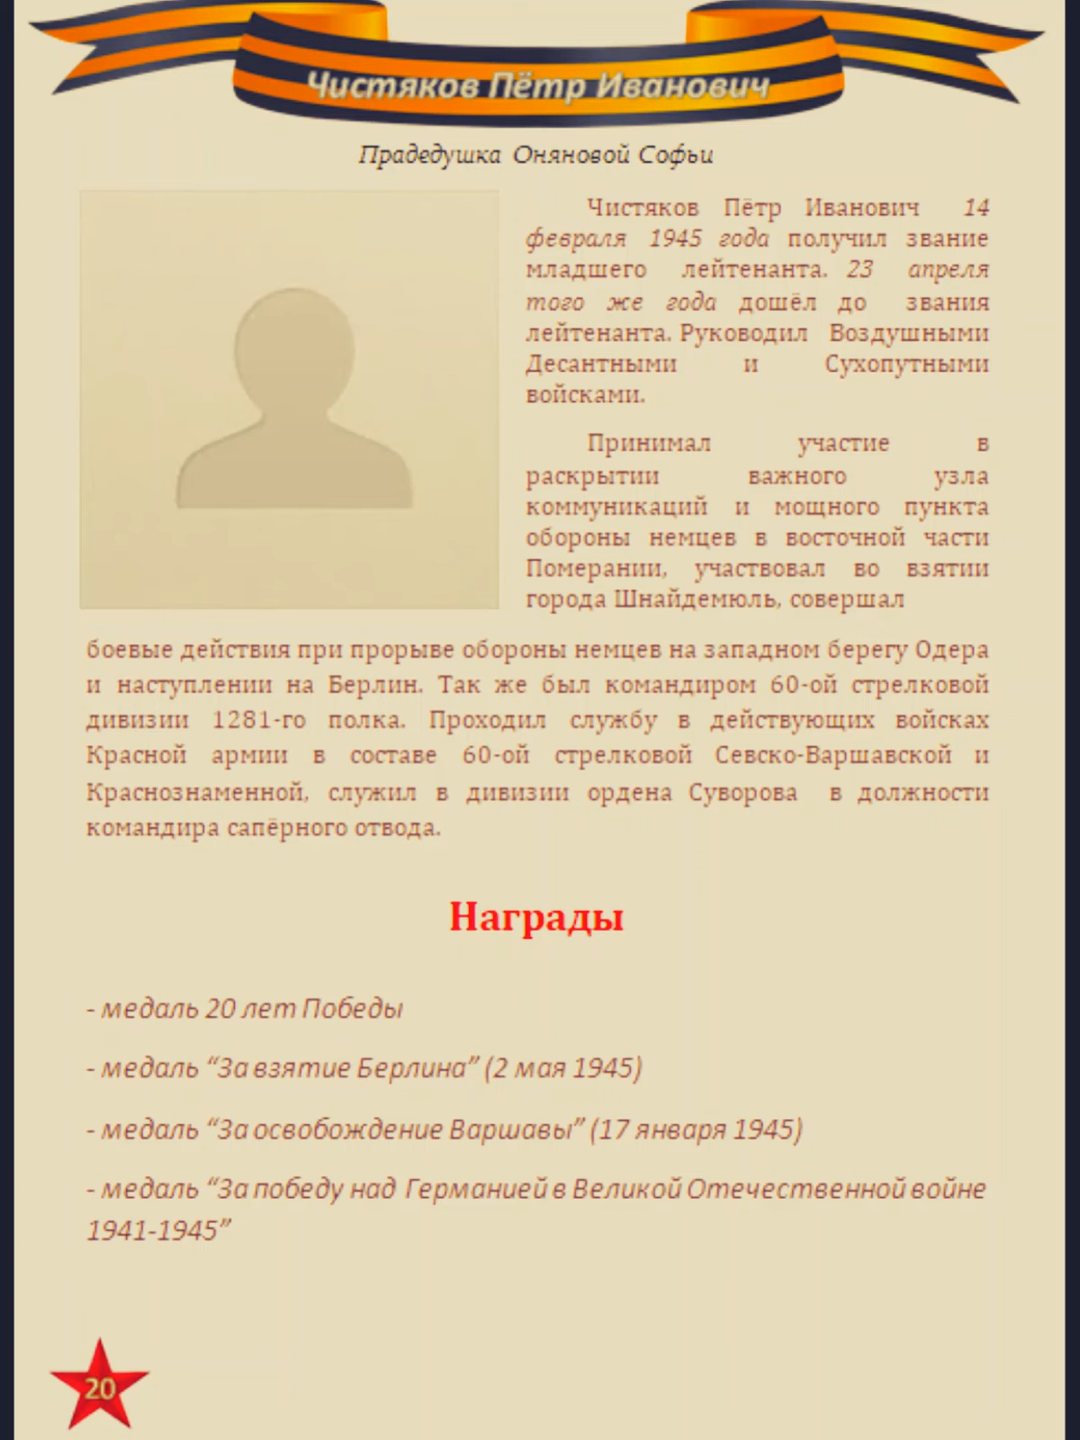 Чистяков Пётр Иванович
Прадедушка Оняновой Софьи
Чистяков Пётр Иванович 14
февраля 1945 года получил звание
младшего лейтенанта. 23 апреля
того же года дошёл до звания
лейтенанта. Руководил Воздушными
Десантными и Сухопутными
войсками.
Принимал участие в
раскрытии важного узла
коммуникаций и мощного пункта
обороны немцев в восточной части
Померании, участвовал во взятии
города Шнайдемюль, совершал
боевые действия при прорыве обороны немцев на западном берегу Одера
и наступлении на Берлин. Так же был командиром 60-ой стрелковой
дивизии 1281-го полка. Проходил службу в действующих войсках
Красной армии в составе 60-ой стрелковой Севско-Варшавской и
Краснознаменной, служил в дивизии ордена Суворова в должности
командира сапёрного отвода.
Награды
- медаль 20 лет Победы
- медаль “За взятие Берлина” (2 мая 1945)
- медаль “За освобождение Варшавы” (17 января 1945)
- медаль “За победу над Германией в Великой Отечественной войне
1941-1945”
20